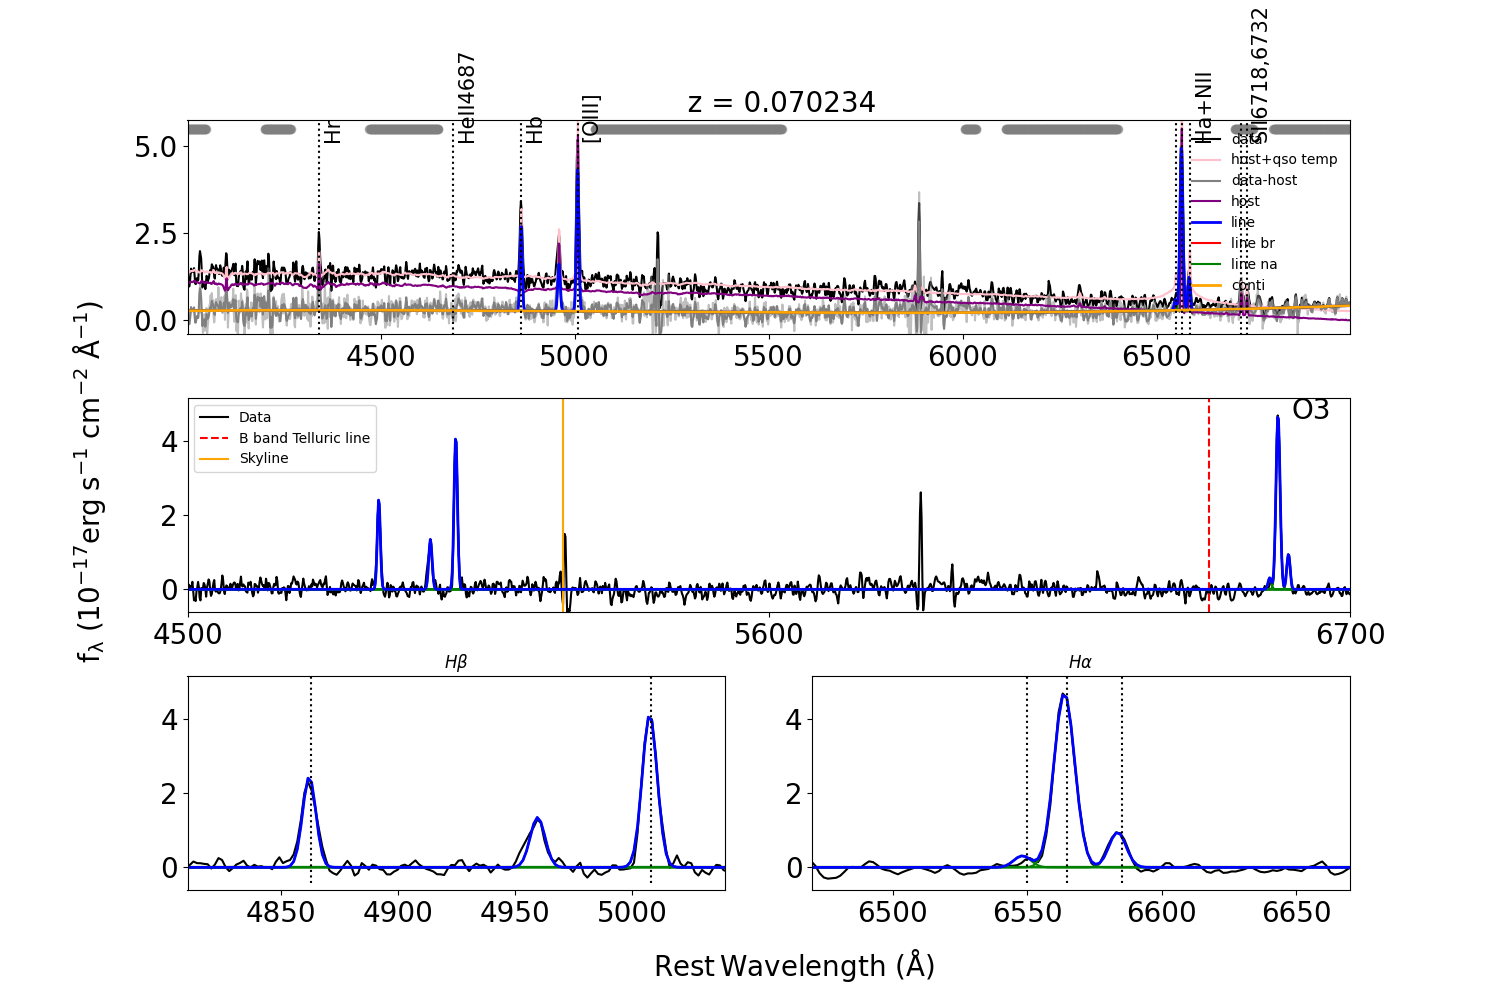 z = 0.070234
Hr
HeII4687
Hb
[OIII]
Ha+NII
SII6718,6732
data
host+qso temp
data-host
host
line
line br
line na
conti
5.0
2.5
0.0
4500 5000 5500 6000 6500
fλ (10⁻¹⁷erg s⁻¹ cm⁻² Å⁻¹)
Data
B band Telluric line
Skyline
O3
4
2
0
4500 5600 6700
Hβ
4
2
0
4850 4900 4950 5000
Hα
4
2
0
6500 6550 6600 6650
Rest Wavelength (Å)